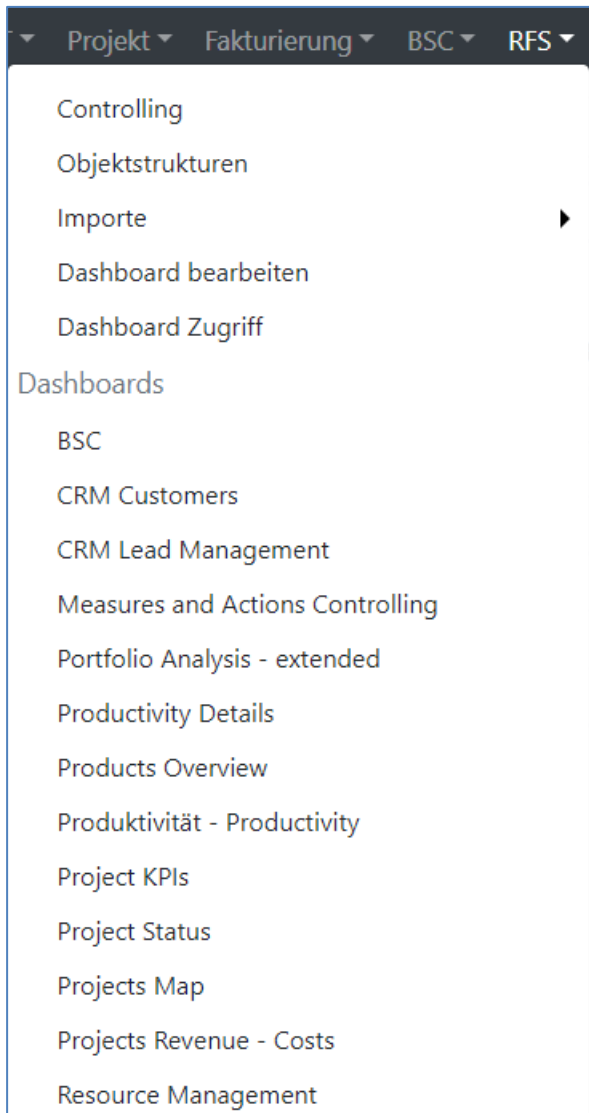 Projekt Fakturierung BSC RFS
Controlling
Objektstrukturen
Importe
Dashboard bearbeiten
Dashboard Zugriff
Dashboards
BSC
CRM Customers
CRM Lead Management
Measures and Actions Controlling
Portfolio Analysis - extended
Productivity Details
Products Overview
Produktivität - Productivity
Project KPIs
Project Status
Projects Map
Projects Revenue - Costs
Resource Management